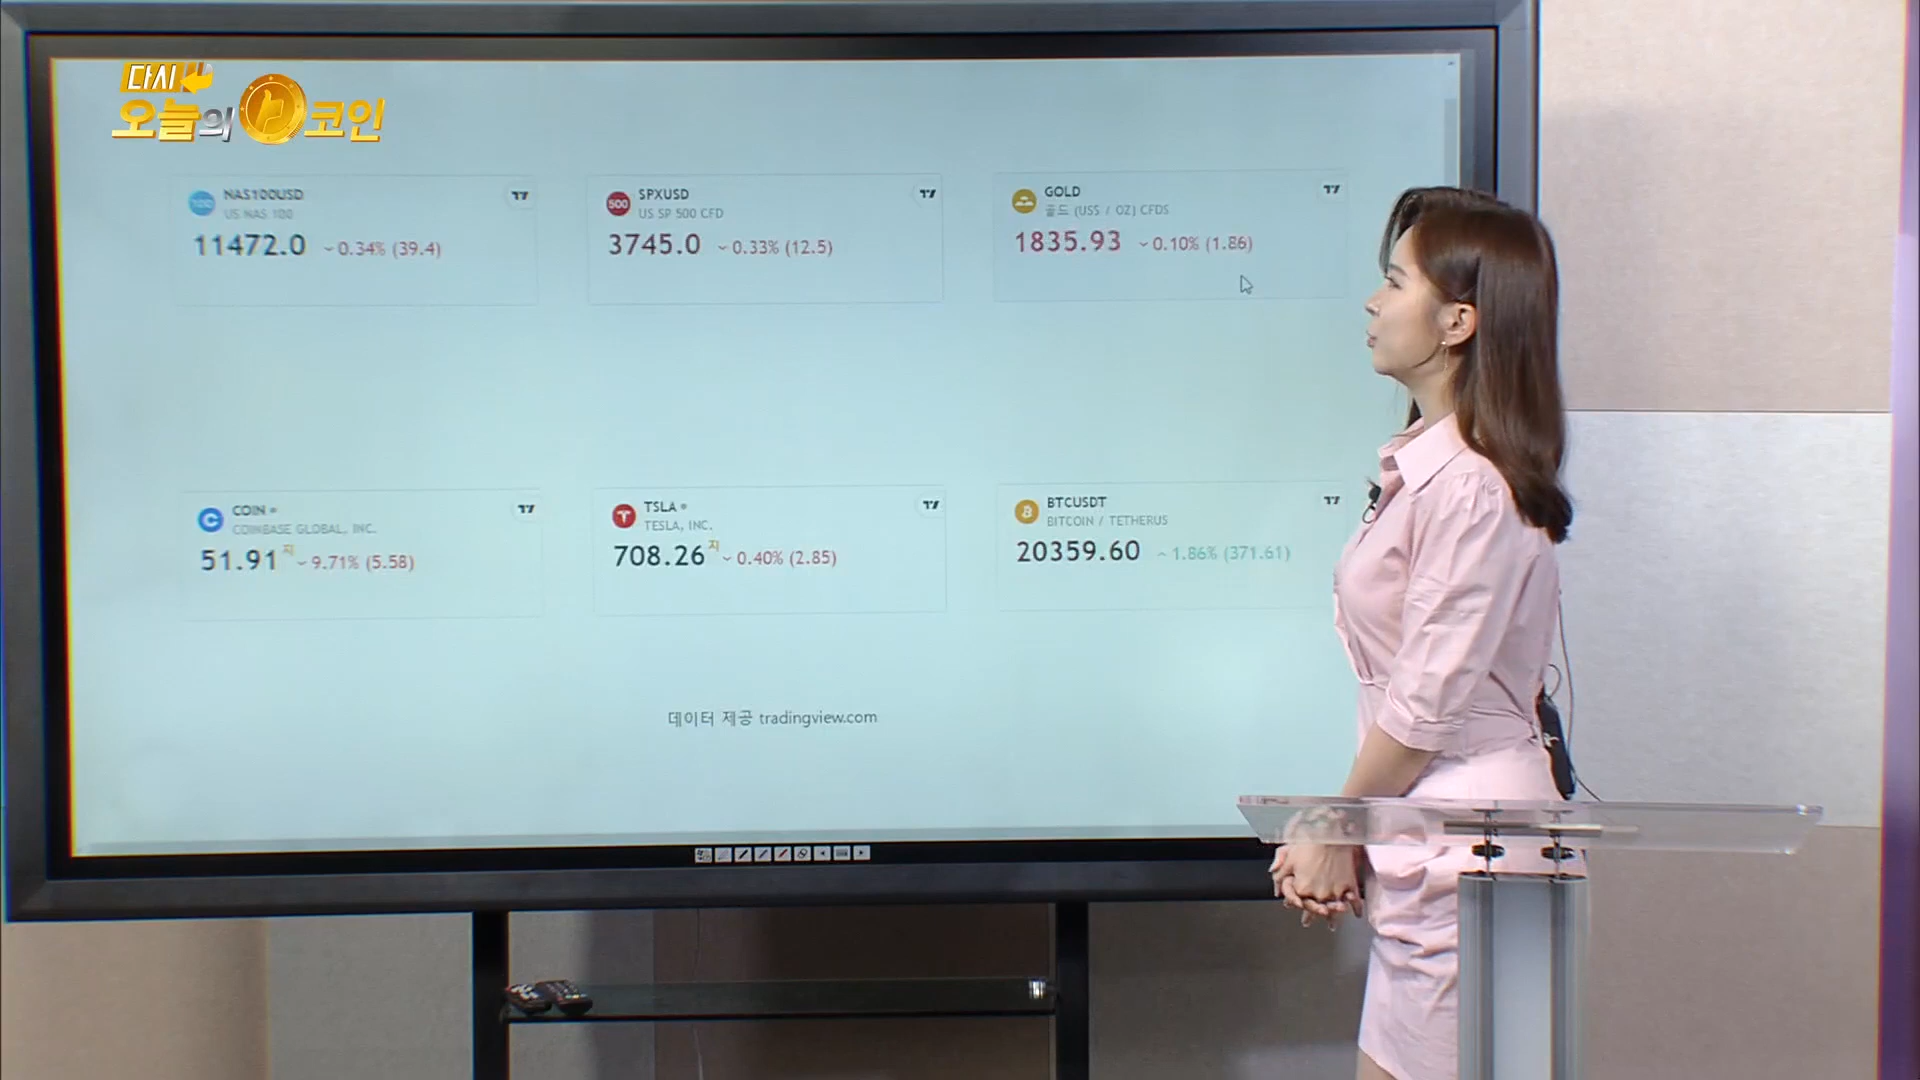 다시
오늘의 코인
NAS100USD
US NAS 100
11472.0 0.34% (39.4)
SPXUSD
500
US SP 500 CFD
3745.0 0.33% (12.5)
GOLD
골드 (US$ / OZ) CFDS
1835.93 0.10% (1.86)
COIN
COINBASE GLOBAL, INC.
51.91 지 9.71% (5.58)
TSLA
TESLA, INC.
708.26 지 0.40% (2.85)
BTCUSDT
BITCOIN / TETHERUS
20359.60 1.86% (371.61)
데이터 제공 tradingview.com